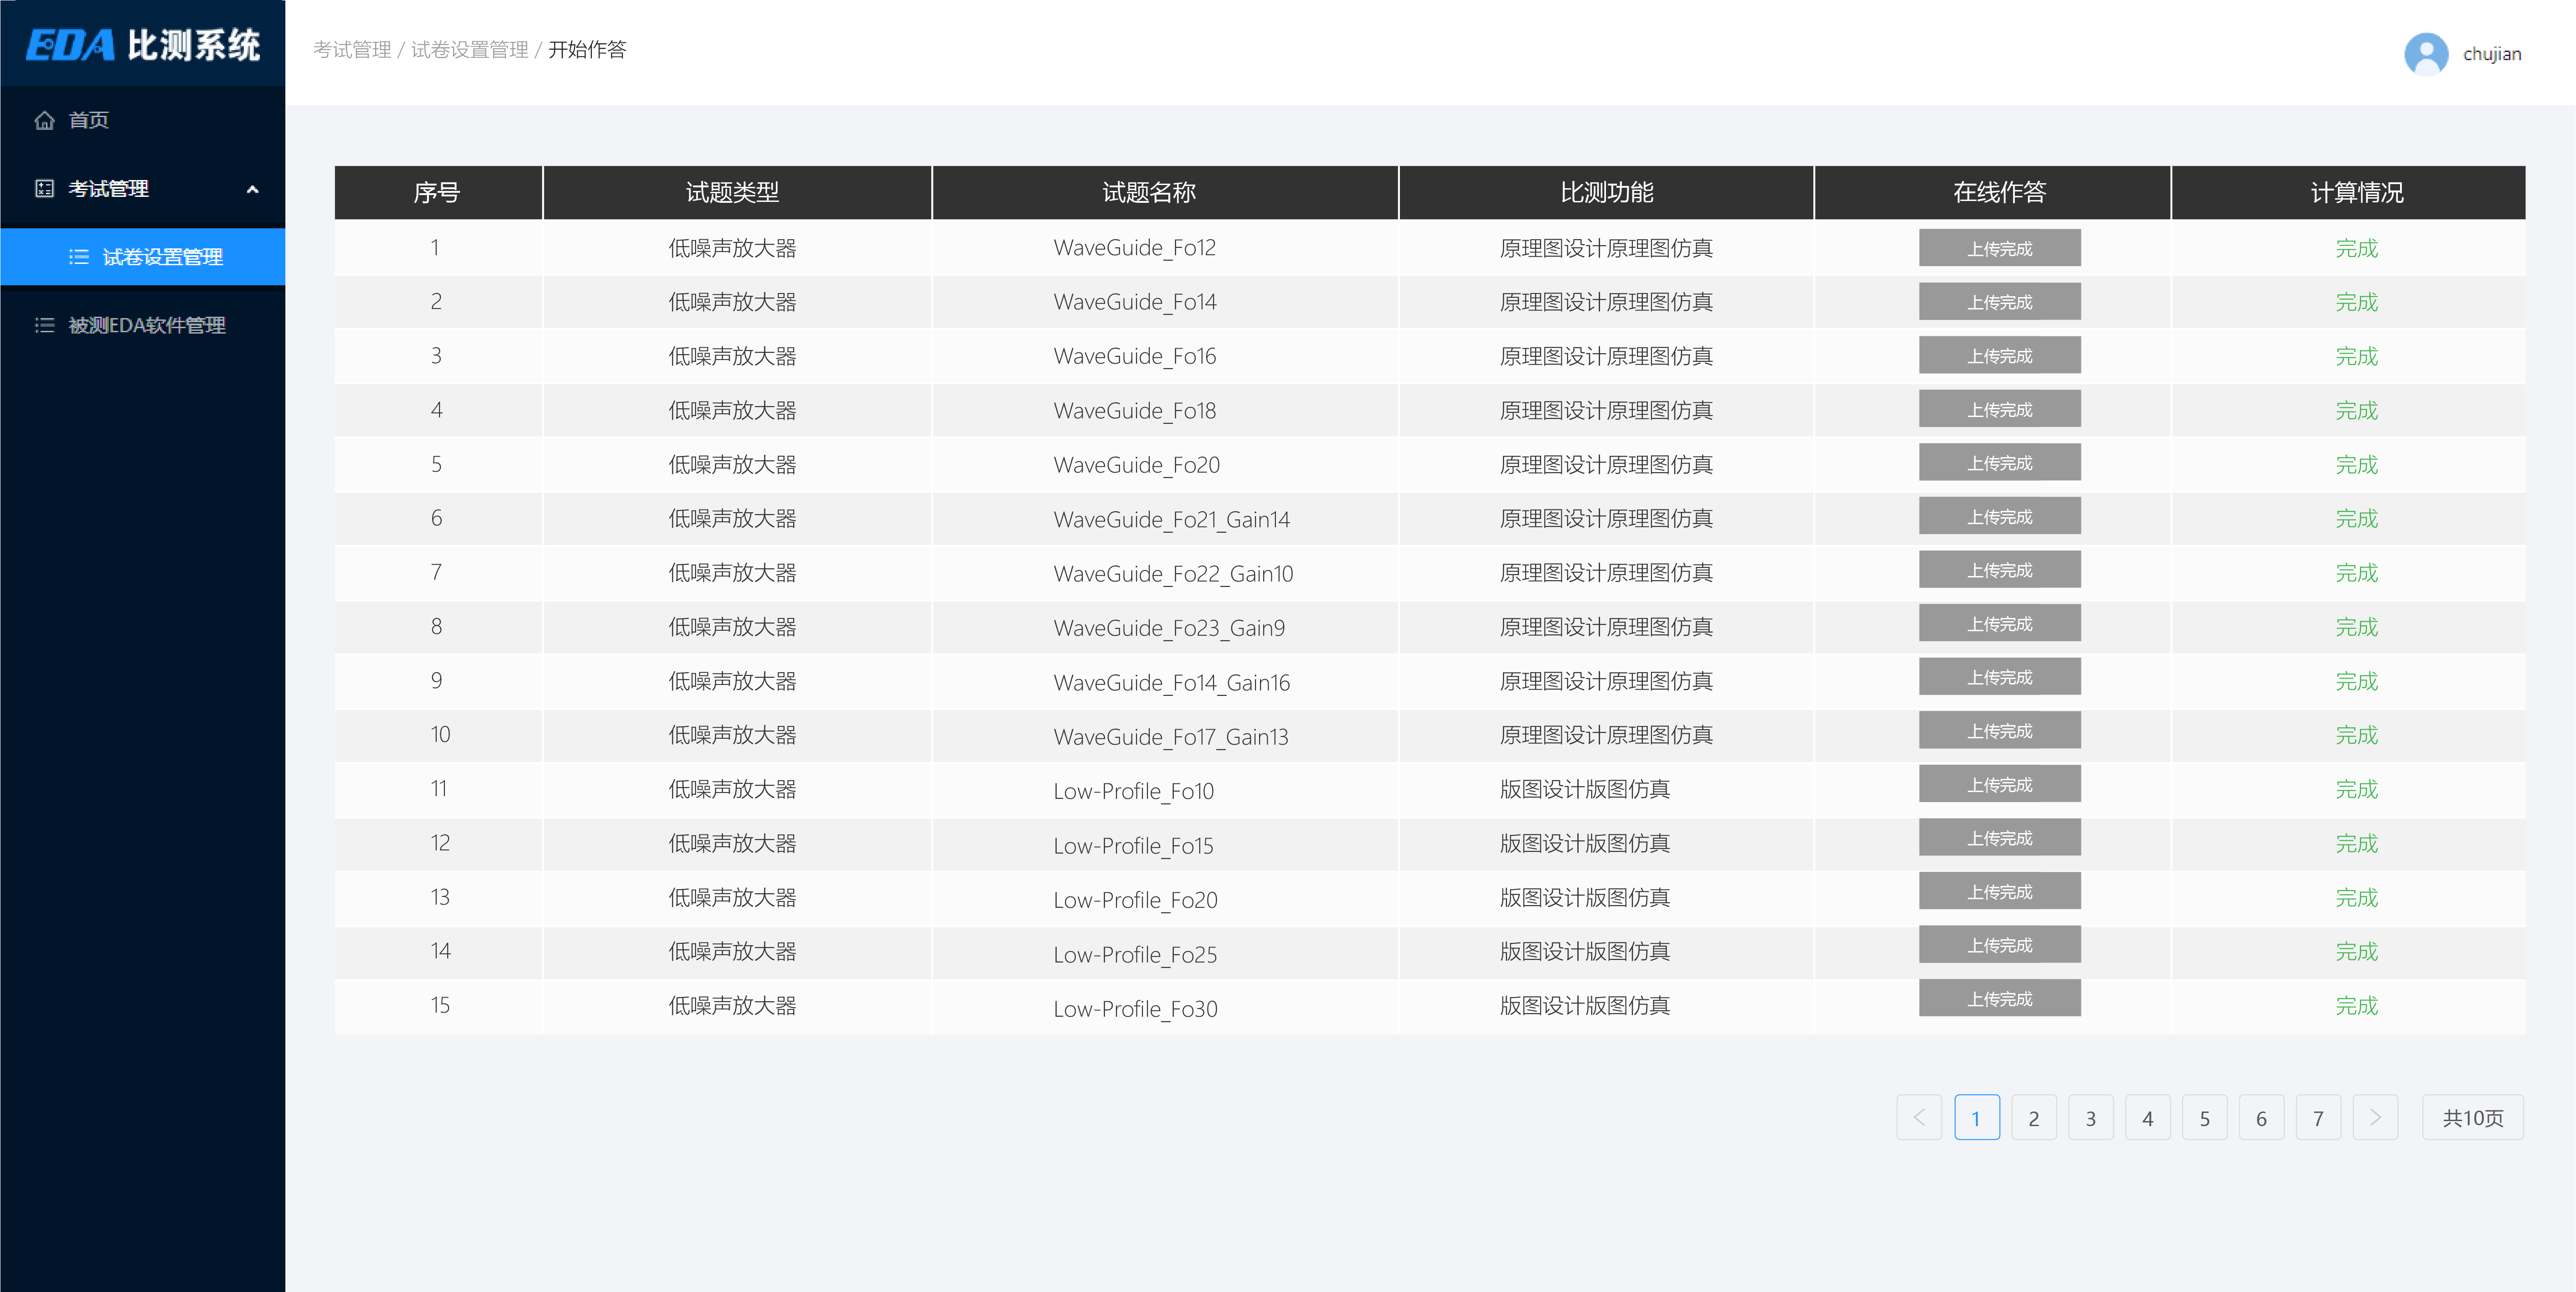 EDA 比测系统
考试管理 / 试卷设置管理 / 开始作答
chujian
首页
考试管理
试卷设置管理
被测EDA软件管理
序号 试题类型 试题名称 比测功能 在线作答 计算情况
1 低噪声放大器 WaveGuide_Fo12 原理图设计原理图仿真 上传完成 完成
2 低噪声放大器 WaveGuide_Fo14 原理图设计原理图仿真 上传完成 完成
3 低噪声放大器 WaveGuide_Fo16 原理图设计原理图仿真 上传完成 完成
4 低噪声放大器 WaveGuide_Fo18 原理图设计原理图仿真 上传完成 完成
5 低噪声放大器 WaveGuide_Fo20 原理图设计原理图仿真 上传完成 完成
6 低噪声放大器 WaveGuide_Fo21_Gain14 原理图设计原理图仿真 上传完成 完成
7 低噪声放大器 WaveGuide_Fo22_Gain10 原理图设计原理图仿真 上传完成 完成
8 低噪声放大器 WaveGuide_Fo23_Gain9 原理图设计原理图仿真 上传完成 完成
9 低噪声放大器 WaveGuide_Fo14_Gain16 原理图设计原理图仿真 上传完成 完成
10 低噪声放大器 WaveGuide_Fo17_Gain13 原理图设计原理图仿真 上传完成 完成
11 低噪声放大器 Low-Profile_Fo10 版图设计版图仿真 上传完成 完成
12 低噪声放大器 Low-Profile_Fo15 版图设计版图仿真 上传完成 完成
13 低噪声放大器 Low-Profile_Fo20 版图设计版图仿真 上传完成 完成
14 低噪声放大器 Low-Profile_Fo25 版图设计版图仿真 上传完成 完成
15 低噪声放大器 Low-Profile_Fo30 版图设计版图仿真 上传完成 完成
< 1 2 3 4 5 6 7 > 共10页